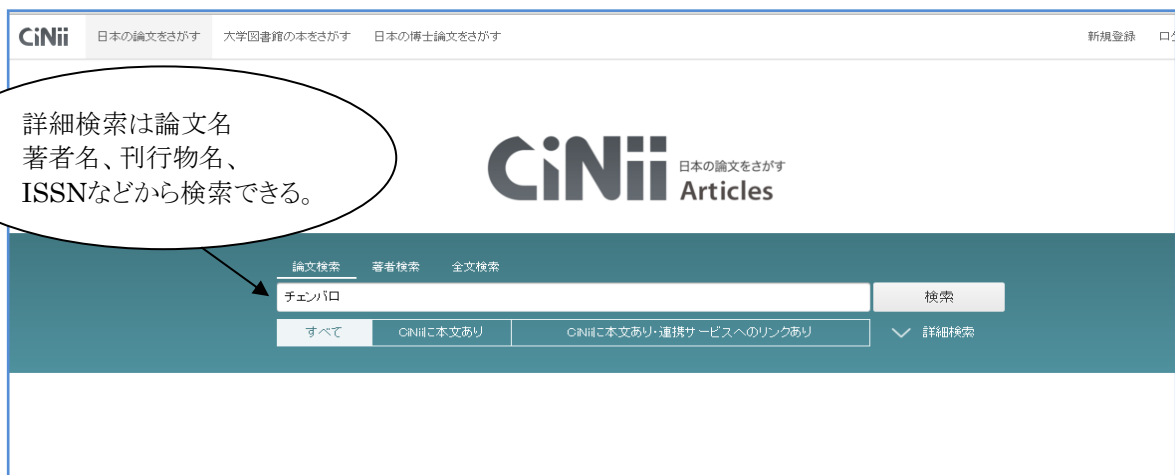 CiNii 日本の論文をさがす 大学図書館の本をさがす 日本の博士論文をさがす 新規登録
詳細検索は論文名
著者名、刊行物名、
ISSNなどから検索できる。
CiNii 日本の論文をさがす
Articles
論文検索 著者検索 全文検索
チェンバロ 検索
すべて CiNiiに本文あり CiNiiに本文あり・連携サービスへのリンクあり 詳細検索